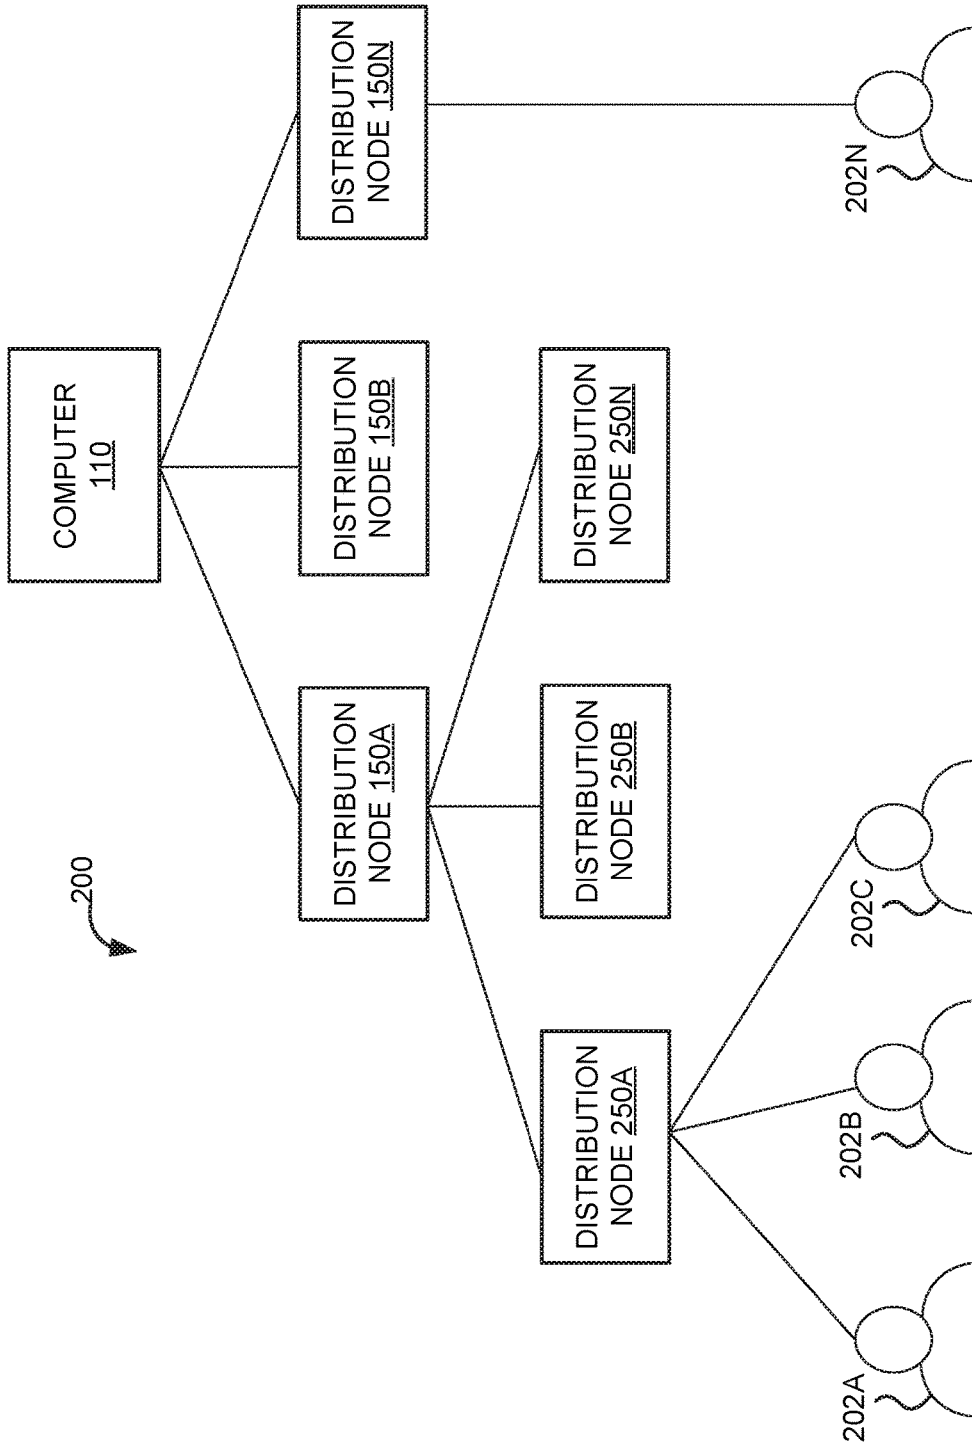 200
COMPUTER
110
DISTRIBUTION
NODE 150A
DISTRIBUTION
NODE 150B
DISTRIBUTION
NODE 150N
DISTRIBUTION
NODE 250A
DISTRIBUTION
NODE 250B
DISTRIBUTION
NODE 250N
202A
202B
202C
202N